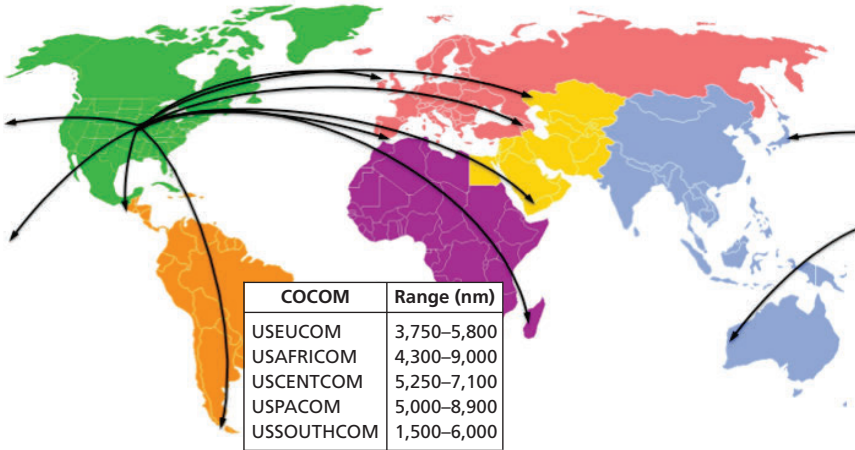 COCOM Range (nm)
USEUCOM 3,750–5,800
USAFRICOM 4,300–9,000
USCENTCOM 5,250–7,100
USPACOM 5,000–8,900
USSOUTHCOM 1,500–6,000